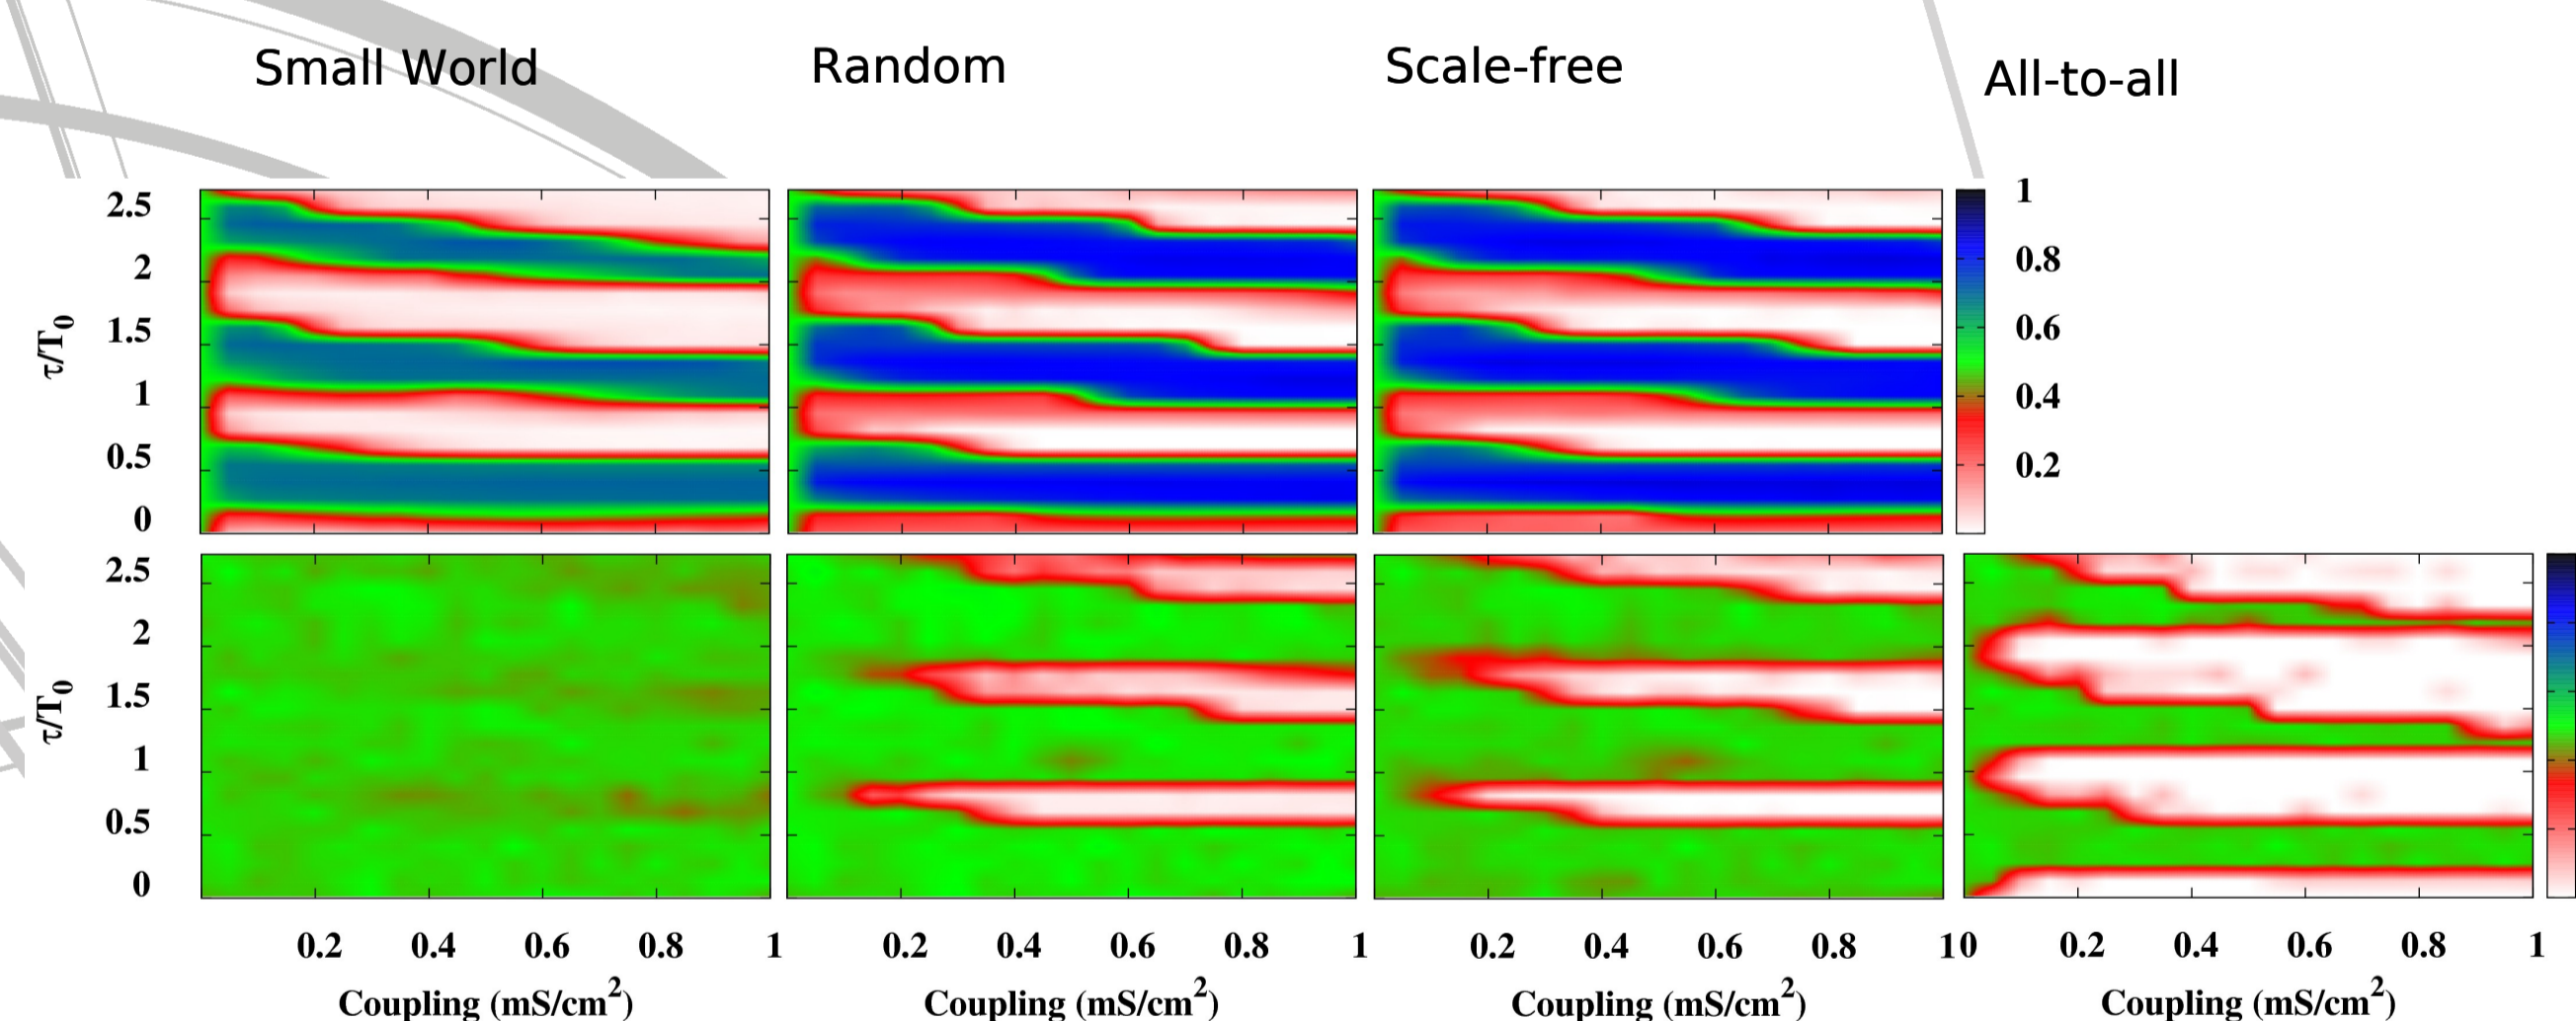 Small World
Random
Scale-free
All-to-all
2.5
2
1.5
1
0.5
0
τ/T0
1
0.8
0.6
0.4
0.2
2.5
2
1.5
1
0.5
0
τ/T0
0.2 0.4 0.6 0.8 1
0.2 0.4 0.6 0.8 1
0.2 0.4 0.6 0.8 1
0 0.2 0.4 0.6 0.8 1
Coupling (mS/cm2)
Coupling (mS/cm2)
Coupling (mS/cm2)
Coupling (mS/cm2)